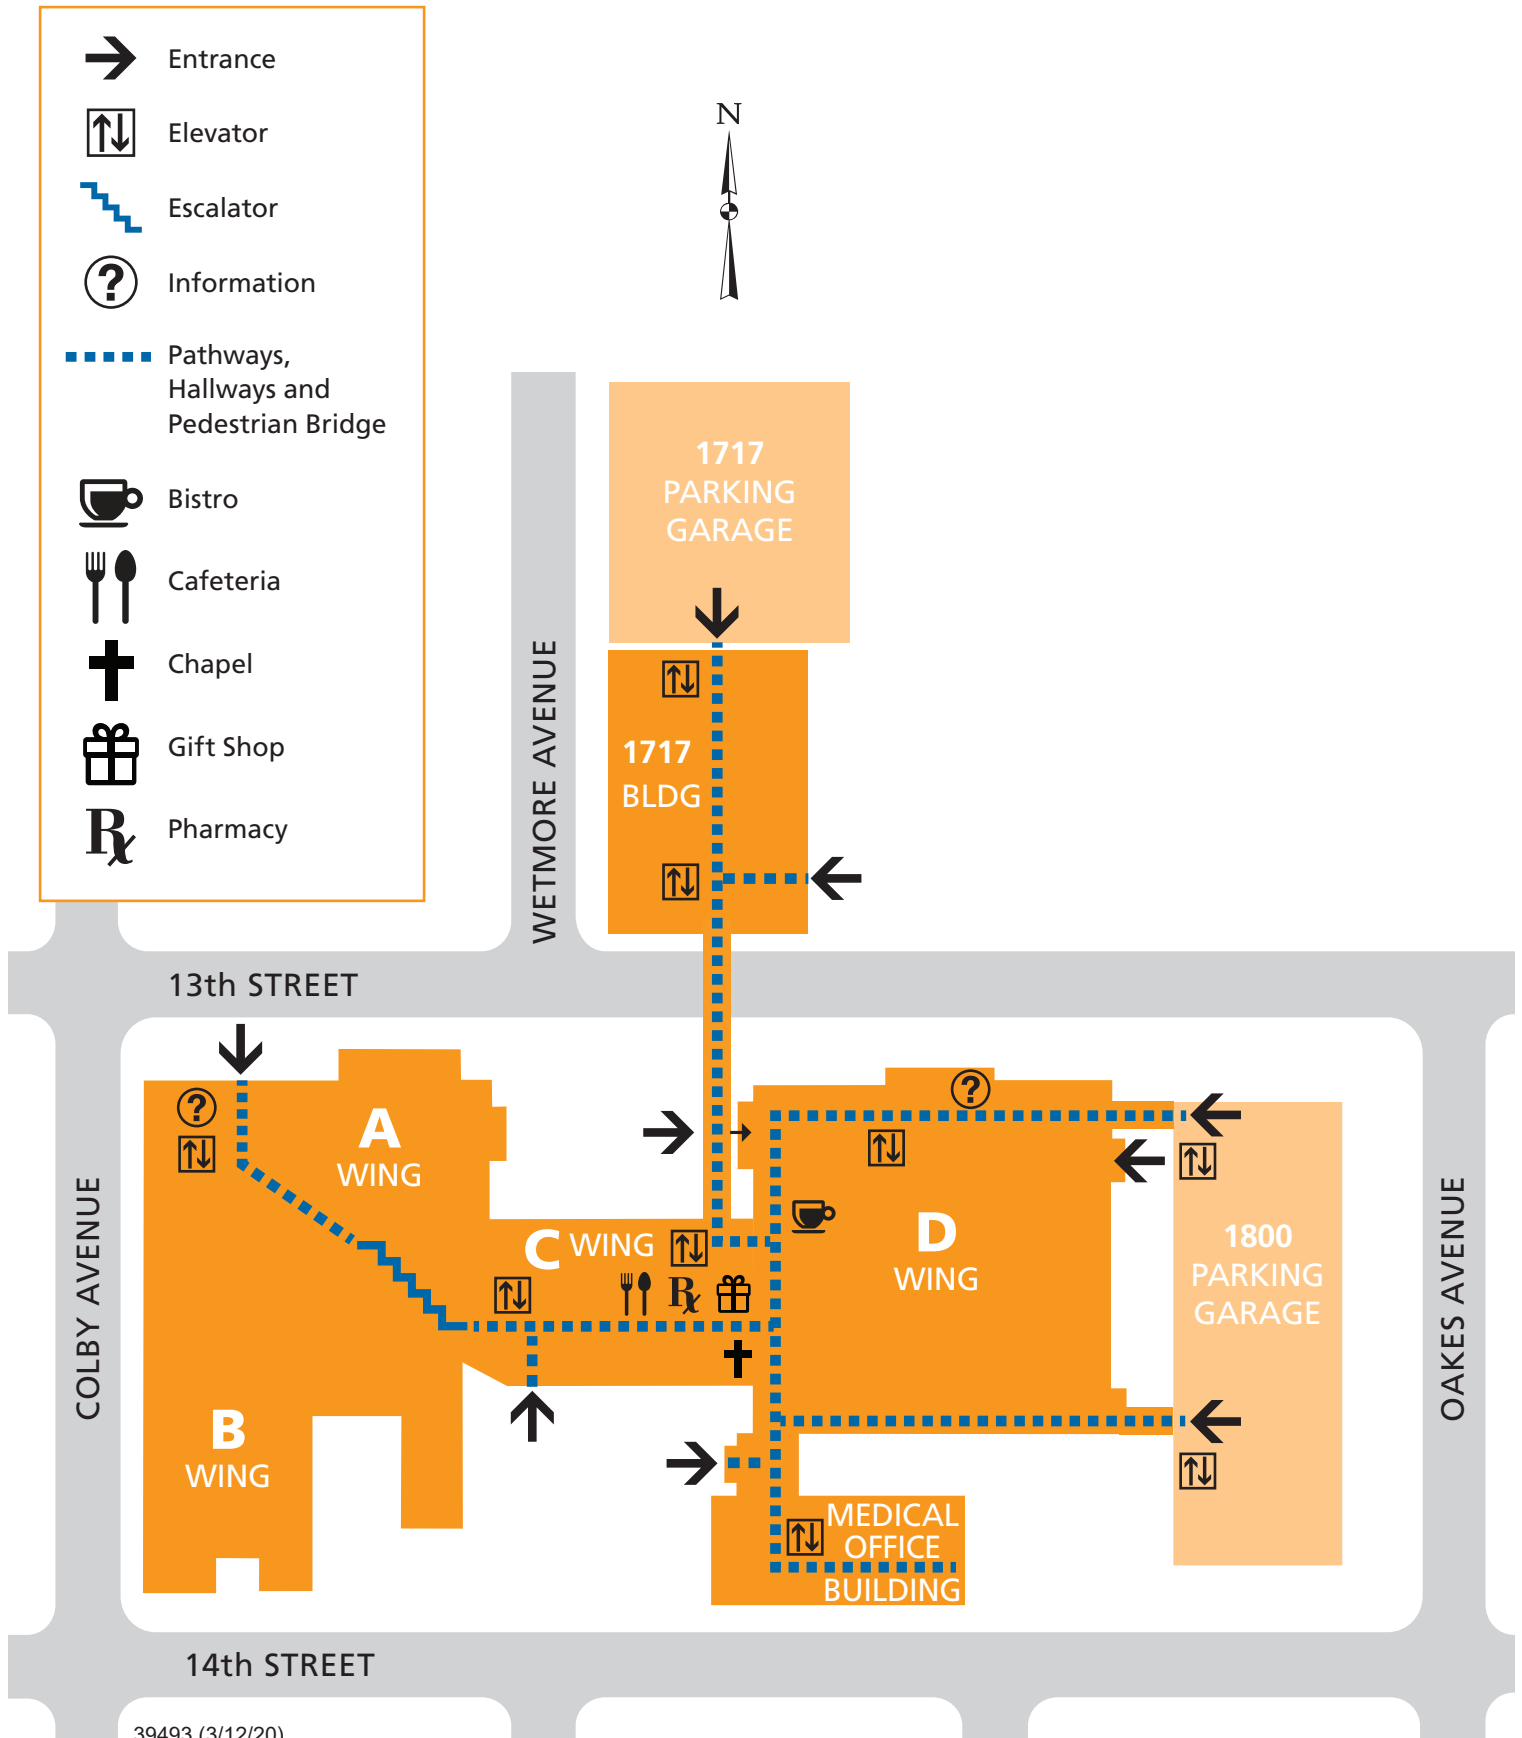 Entrance
Elevator
Escalator
Information
Pathways,
Hallways and
Pedestrian Bridge
Bistro
Cafeteria
Chapel
Gift Shop
Rx Pharmacy
N
1717
PARKING
GARAGE
1717
BLDG
WETMORE AVENUE
13th STREET
A
WING
C WING
Rx
D
WING
1800
PARKING
GARAGE
COLBY AVENUE
OAKES AVENUE
B
WING
MEDICAL
OFFICE
BUILDING
14th STREET
39493 (3/12/20)